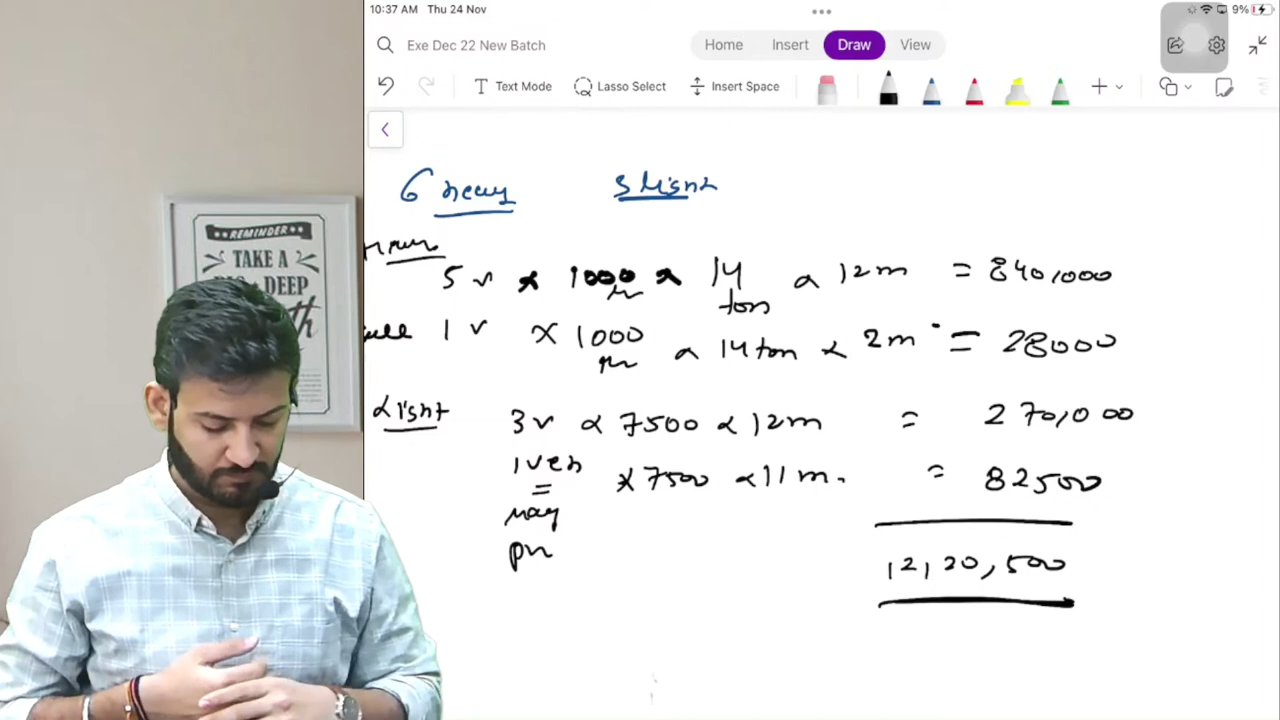 10:37 AM Thu 24 Nov
9%
Exe Dec 22 New Batch
Home Insert Draw View
Text Mode Lasso Select Insert Space
REMINDER
TAKE A
DEEP
6 heavy 3 light
5 v × 1000 × 14 ton × 12m = 840,000
1 v × 1000 × 14 ton × 2m = 28000
Light 3v × 7500 × 12m = 270,000
1 veh × 7500 × 11 m. = 82500
may
12,20,500